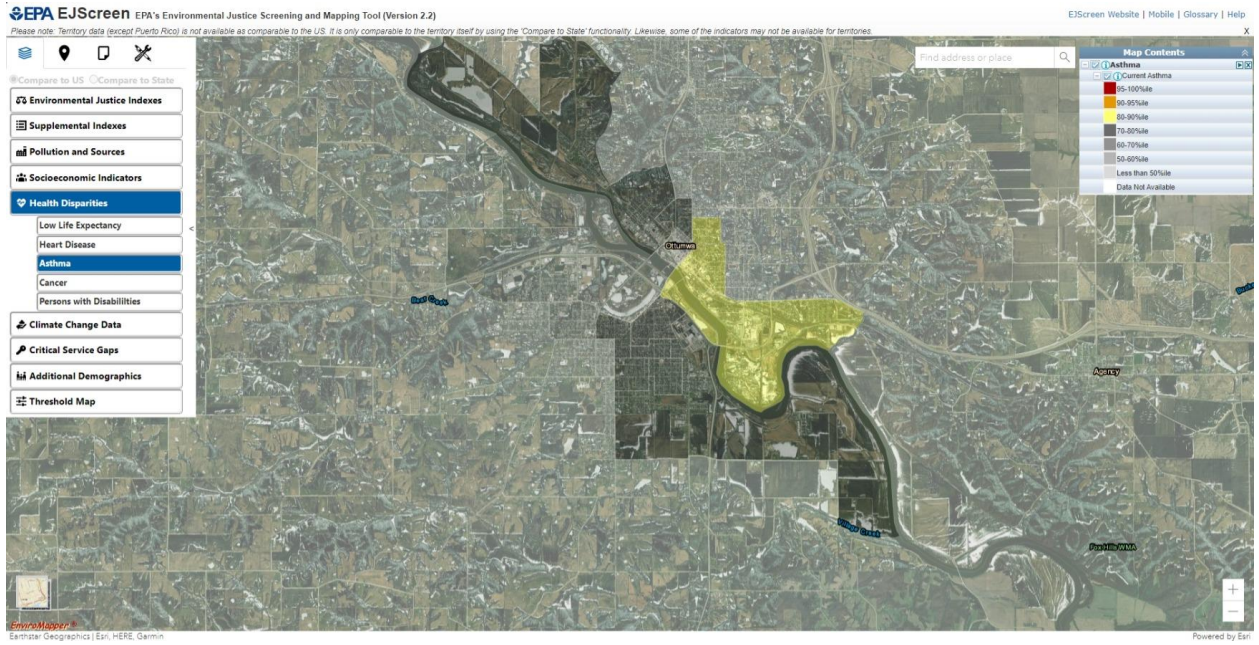 EPA EJScreen EPA's Environmental Justice Screening and Mapping Tool (Version 2.2)
EJScreen Website | Mobile | Glossary | Help
Please note: Territory data (except Puerto Rico) is not available as comparable to the US. It is only comparable to the territory itself by using the 'Compare to State' functionality. Likewise, some of the indicators may not be available for territories.
X
Compare to US Compare to State
Environmental Justice Indexes
Supplemental Indexes
Pollution and Sources
Socioeconomic Indicators
Health Disparities
Low Life Expectancy
Heart Disease
Asthma
Cancer
Persons with Disabililties
Climate Change Data
Critical Service Gaps
Additional Demographics
Threshold Map
<
Find address or place
Map Contents
Asthma
Current Asthma
95-100%ile
90-95%ile
80-90%ile
70-80%ile
60-70%ile
50-60%ile
Less than 50%ile
Data Not Available
Ottumwa
Bear Creek
Agency
Village Creek
Fox Hills WMA
+
−
EnviroMapper ®
Earthstar Geographics | Esri, HERE, Garmin
Powered by Esri